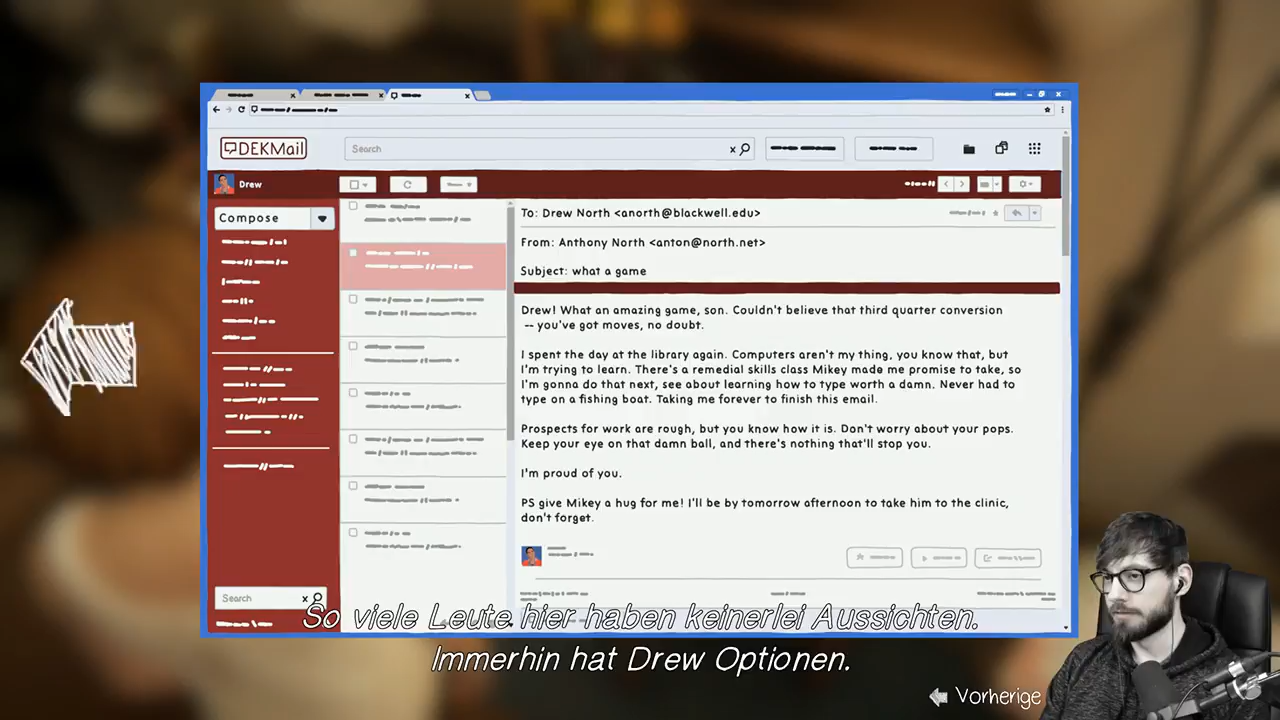 DEKMail
Search
Drew
Compose
To: Drew North <anorth@blackwell.edu>
From: Anthony North <anton@north.net>
Subject: what a game
Drew! What an amazing game, son. Couldn't believe that third quarter conversion
-- you've got moves, no doubt.
I spent the day at the library again. Computers aren't my thing, you know that, but
I'm trying to learn. There's a remedial skills class Mikey made me promise to take, so
I'm gonna do that next, see about learning how to type worth a damn. Never had to
type on a fishing boat. Taking me forever to finish this email.
Prospects for work are rough, but you know how it is. Don't worry about your pops.
Keep your eye on that damn ball, and there's nothing that'll stop you.
I'm proud of you.
PS give Mikey a hug for me! I'll be by tomorrow afternoon to take him to the clinic,
don't forget.
Search
So viele Leute hier haben keinerlei Aussichten.
Immerhin hat Drew Optionen.
Vorherige